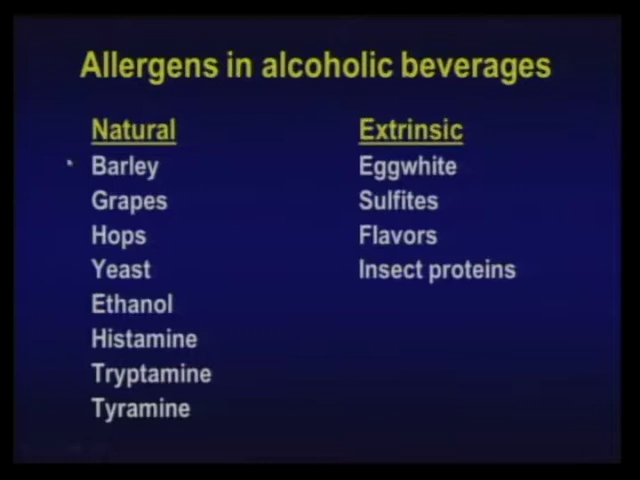 Allergens in alcoholic beverages
Natural
Barley
Grapes
Hops
Yeast
Ethanol
Histamine
Tryptamine
Tyramine
Extrinsic
Eggwhite
Sulfites
Flavors
Insect proteins